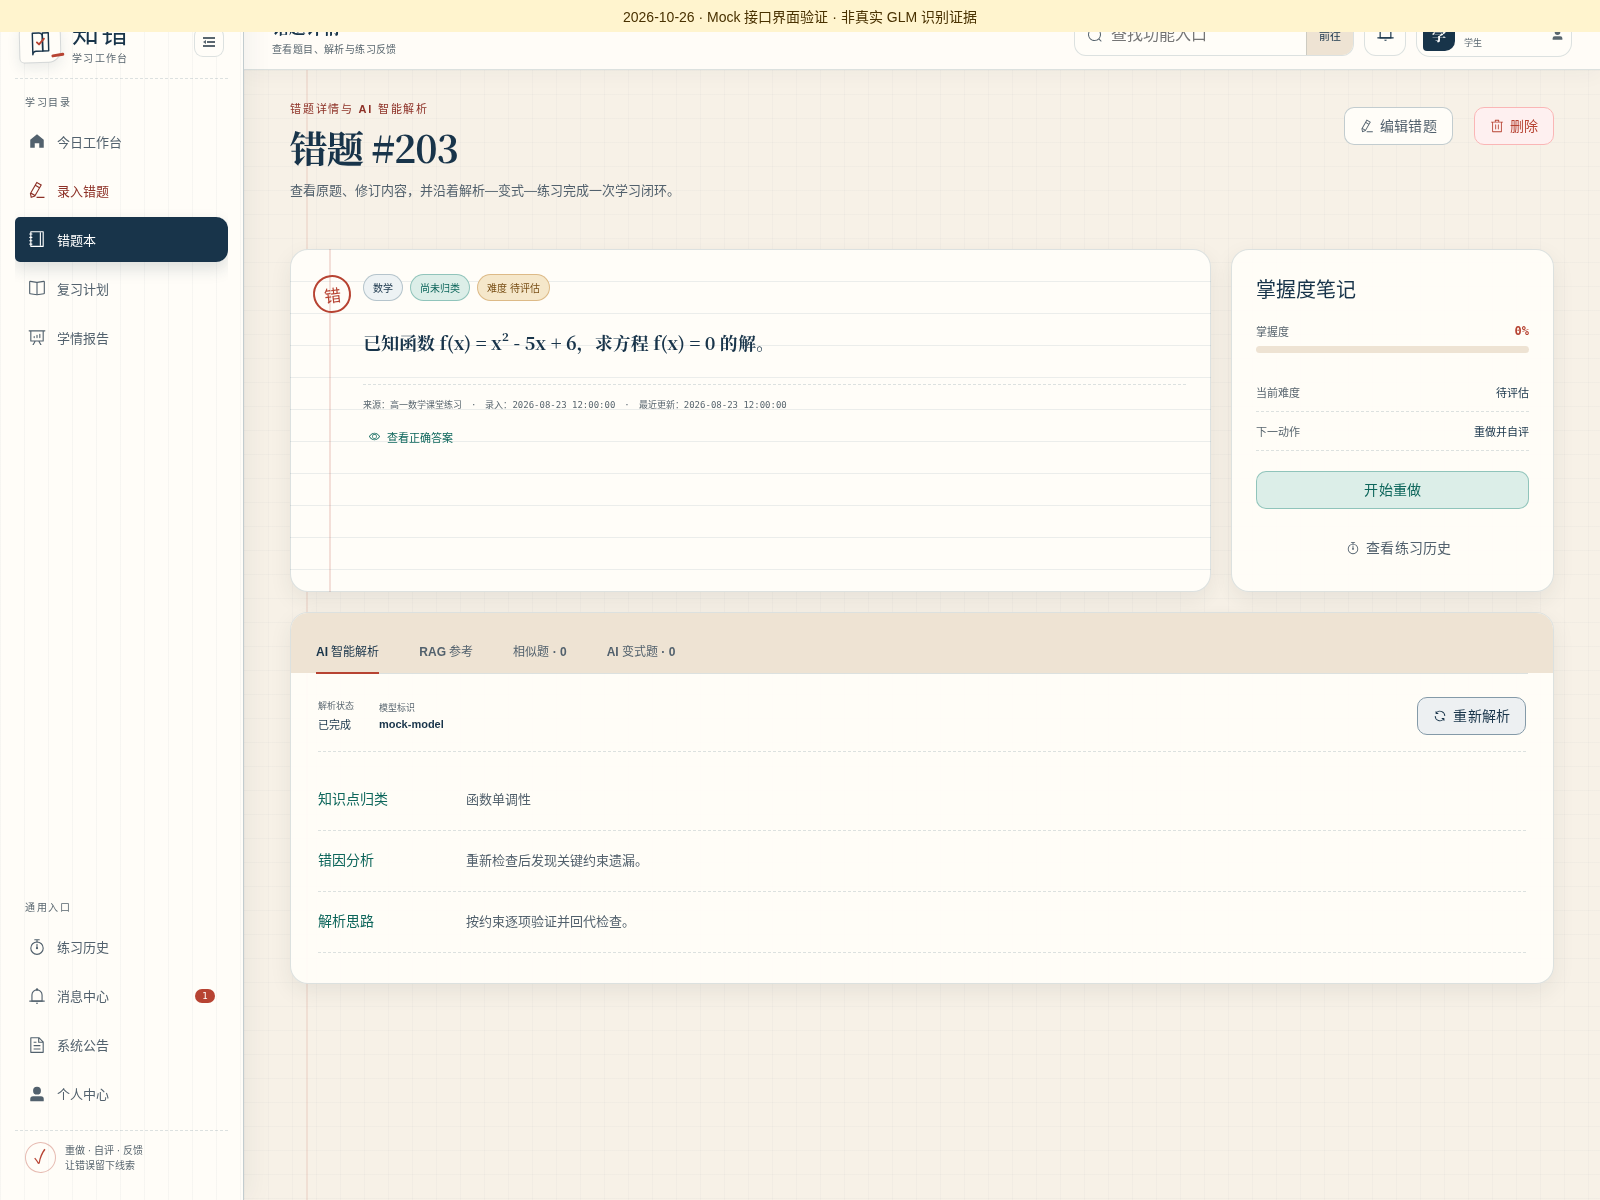 2026-10-26 · Mock 接口界面验证 · 非真实 GLM 识别证据
知错
学习工作台
错题详情
查看题目、解析与练习反馈
查找功能入口
前往
学
学生
学习目录
今日工作台
录入错题
错题本
复习计划
学情报告
通用入口
练习历史
消息中心
1
系统公告
个人中心
重做 · 自评 · 反馈
让错误留下线索
错题详情与 AI 智能解析
错题 #203
查看原题、修订内容，并沿着解析—变式—练习完成一次学习闭环。
编辑错题
删除
错
数学
尚未归类
难度 待评估
已知函数 f(x) = x² - 5x + 6，求方程 f(x) = 0 的解。
来源：高一数学课堂练习 · 录入：2026-08-23 12:00:00 · 最近更新：2026-08-23 12:00:00
查看正确答案
掌握度笔记
掌握度
0%
当前难度
待评估
下一动作
重做并自评
开始重做
查看练习历史
AI 智能解析
RAG 参考
相似题 · 0
AI 变式题 · 0
解析状态
已完成
模型标识
mock-model
重新解析
知识点归类
函数单调性
错因分析
重新检查后发现关键约束遗漏。
解析思路
按约束逐项验证并回代检查。